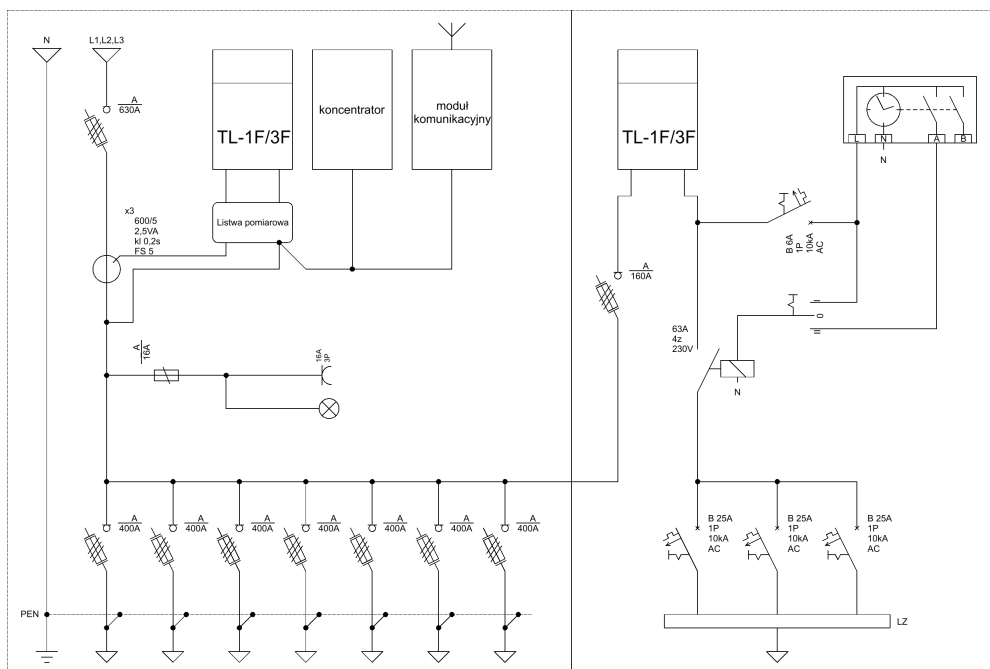 N
L1,L2,L3
A
630A
TL-1F/3F
koncentrator
moduł
komunikacyjny
Listwa pomiarowa
x3
600/5
2,5VA
kl 0,2s
FS 5
A
16A
16A
3P
A
400A
A
400A
A
400A
A
400A
A
400A
A
400A
A
400A
PEN
TL-1F/3F
A
160A
L
N
A
B
N
B 6A
1P
10kA
AC
I
0
II
63A
4z
230V
N
B 25A
1P
10kA
AC
B 25A
1P
10kA
AC
B 25A
1P
10kA
AC
LZ